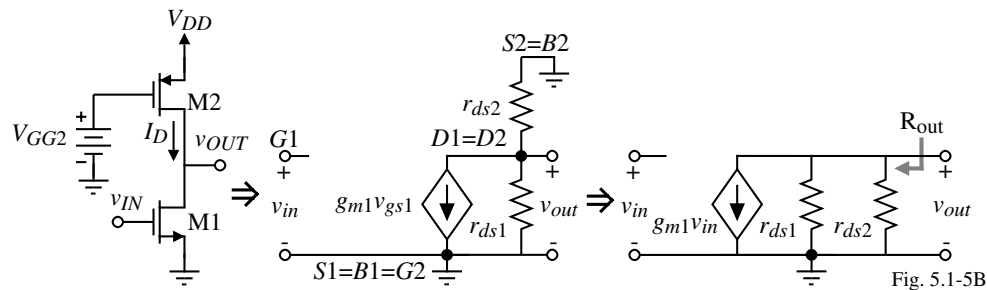 V_DD
M2
+
V_GG2
-
I_D
v_OUT
v_IN
M1
⇒
G1
+
v_in
-
S2=B2
r_ds2
D1=D2
g_m1v_gs1
r_ds1
+
v_out
-
S1=B1=G2
⇒
+
v_in
-
g_m1v_in
r_ds1
r_ds2
R_out
+
v_out
-
Fig. 5.1-5B